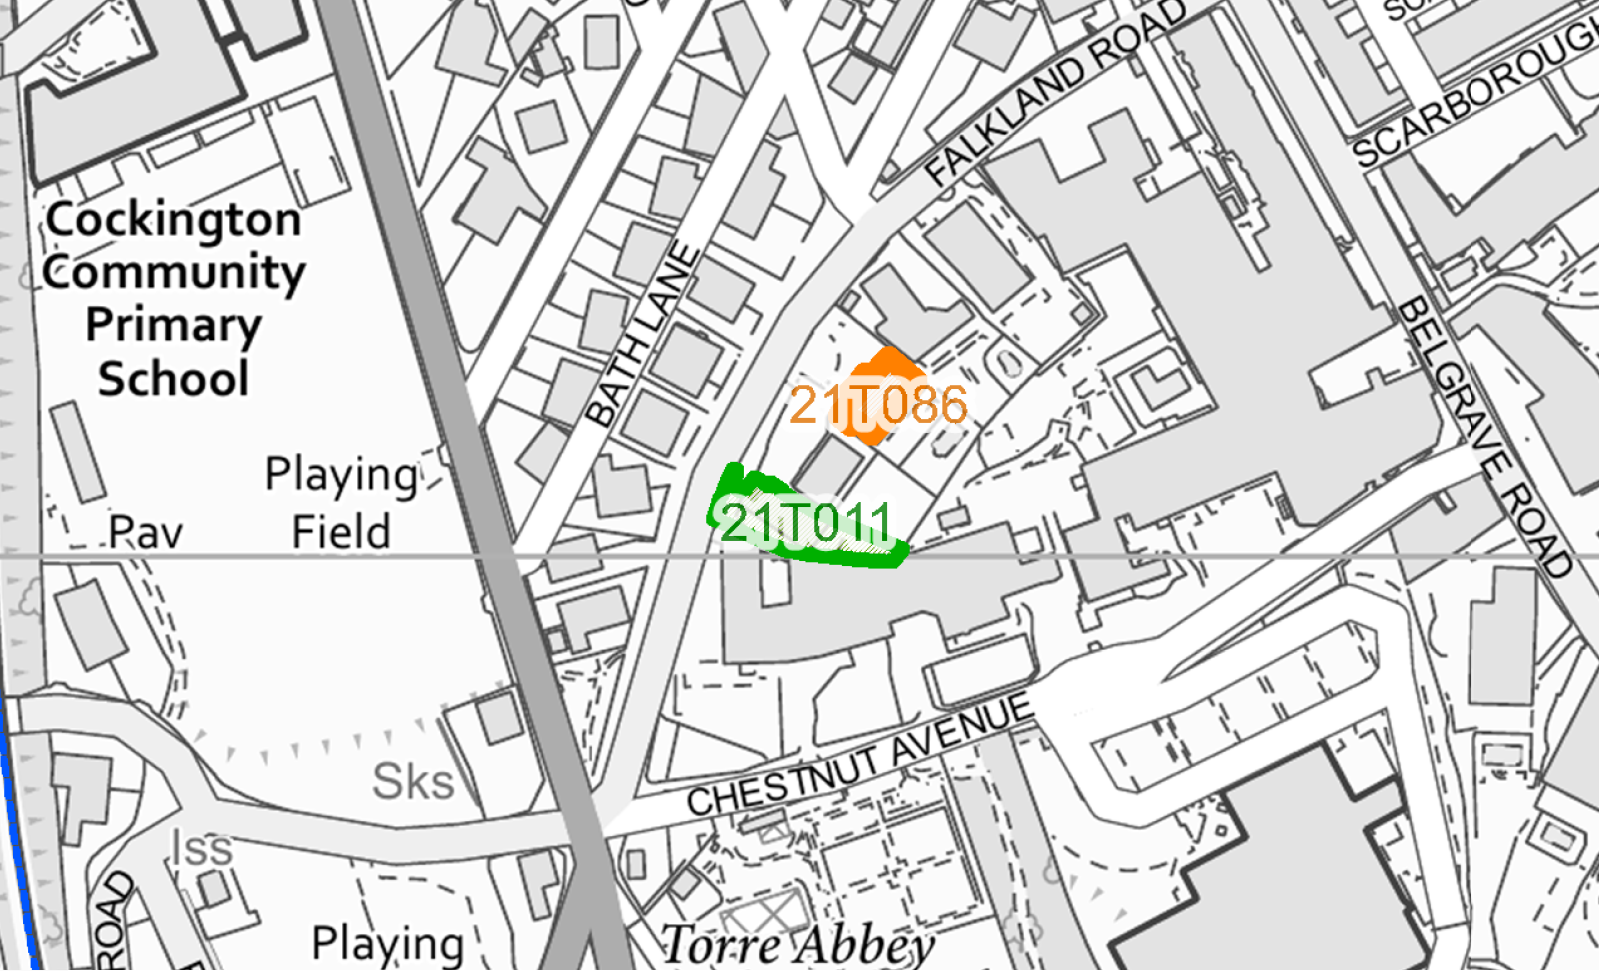 SCARBOROUGH
FALKLAND ROAD
Cockington
Community
Primary
School
BATH LANE
BELGRAVE ROAD
21T086
Playing
Field
Pav
21T011
CHESTNUT AVENUE
Sks
Iss
ROAD
Playing
Torre Abbey